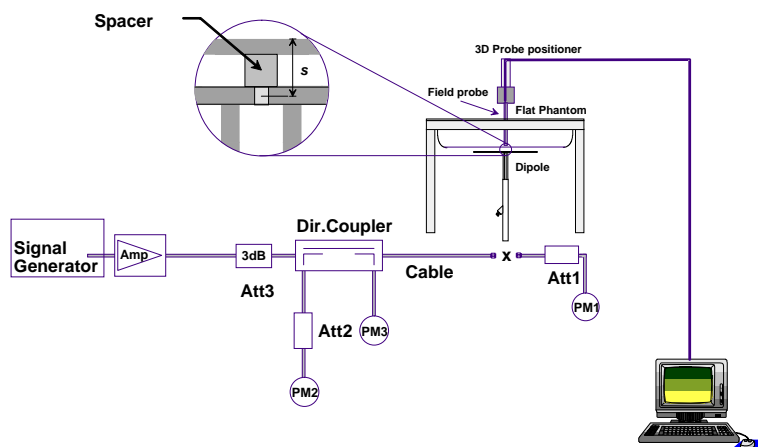 Spacer
s
3D Probe positioner
Field probe
Flat Phantom
Dipole
Signal
Generator
Amp
3dB
Att3
Dir.Coupler
Cable
x
Att1
PM1
Att2
PM3
PM2